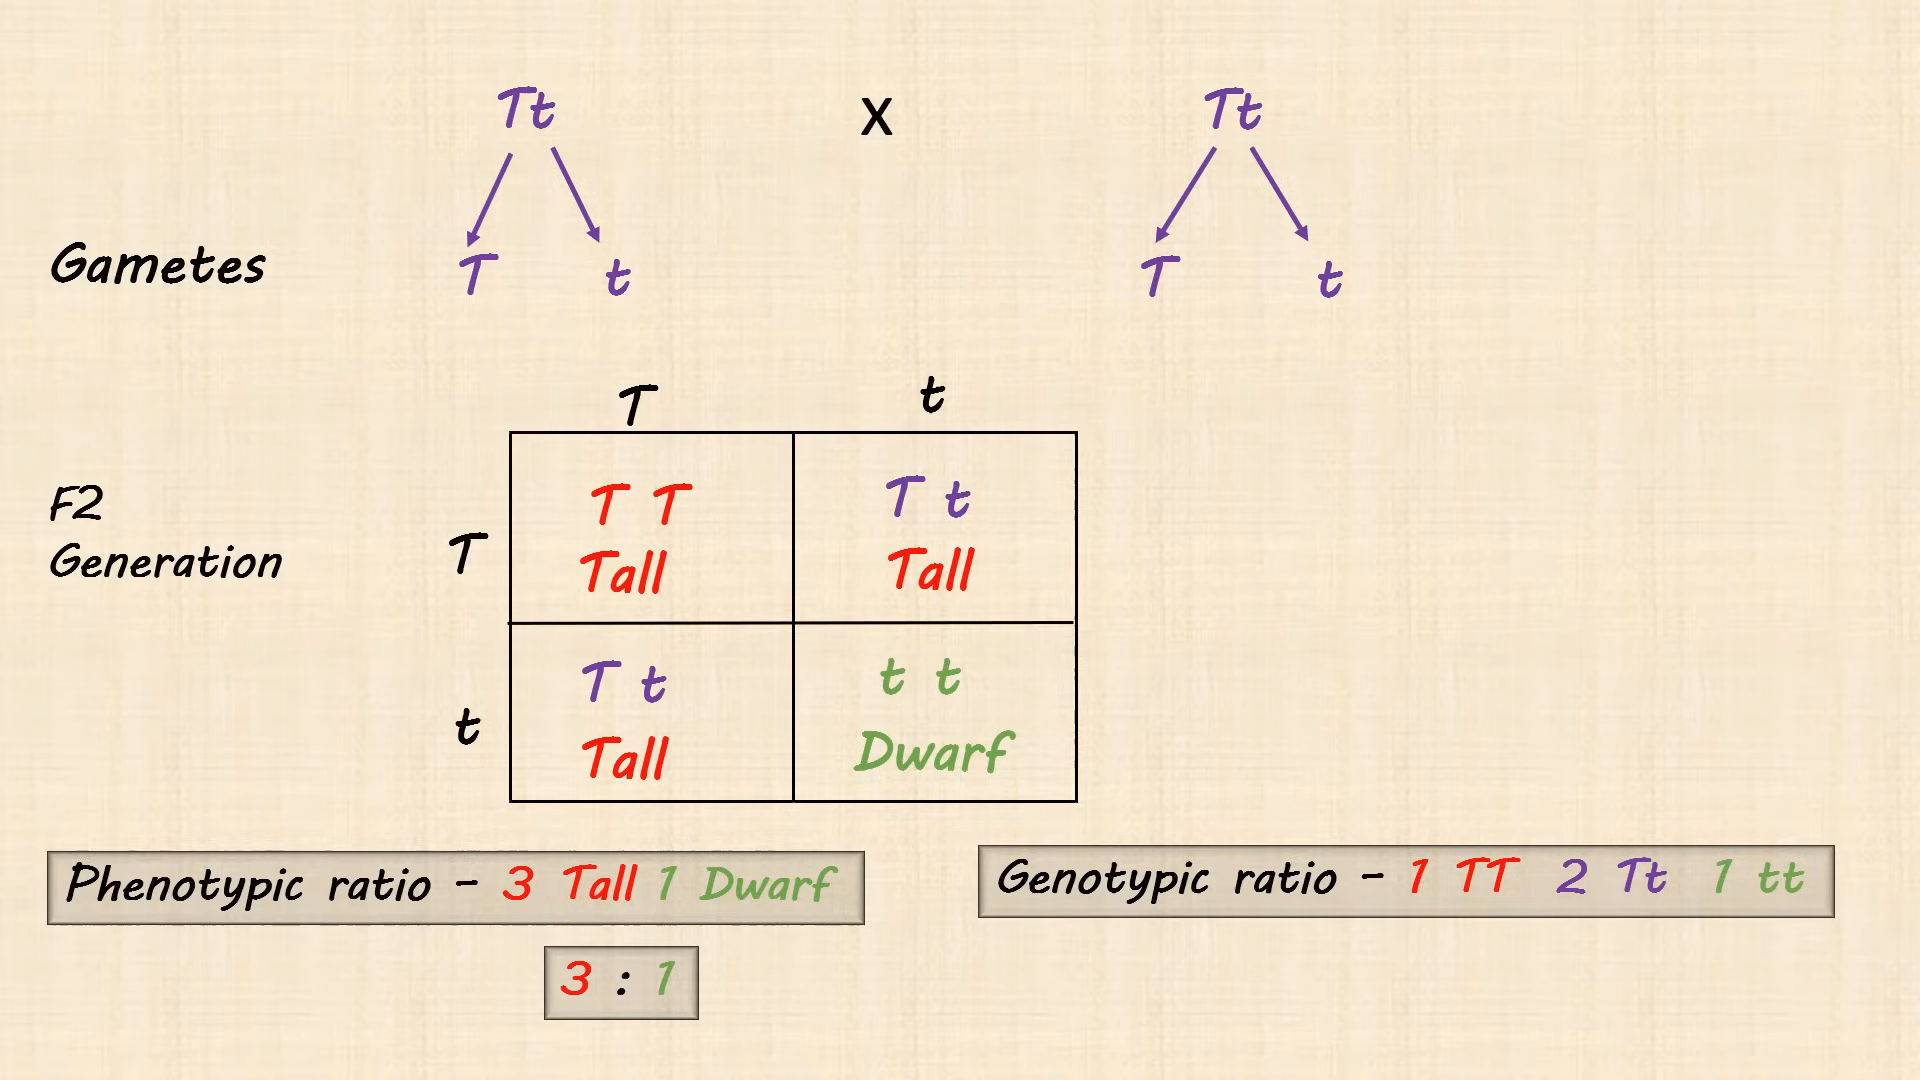 Tt X Tt
Gametes T t T t
T t
F2
Generation
T
T T
Tall
T t
Tall
t
T t
Tall
t t
Dwarf
Phenotypic ratio - 3 Tall 1 Dwarf
Genotypic ratio - 1 TT 2 Tt 1 tt
3 : 1